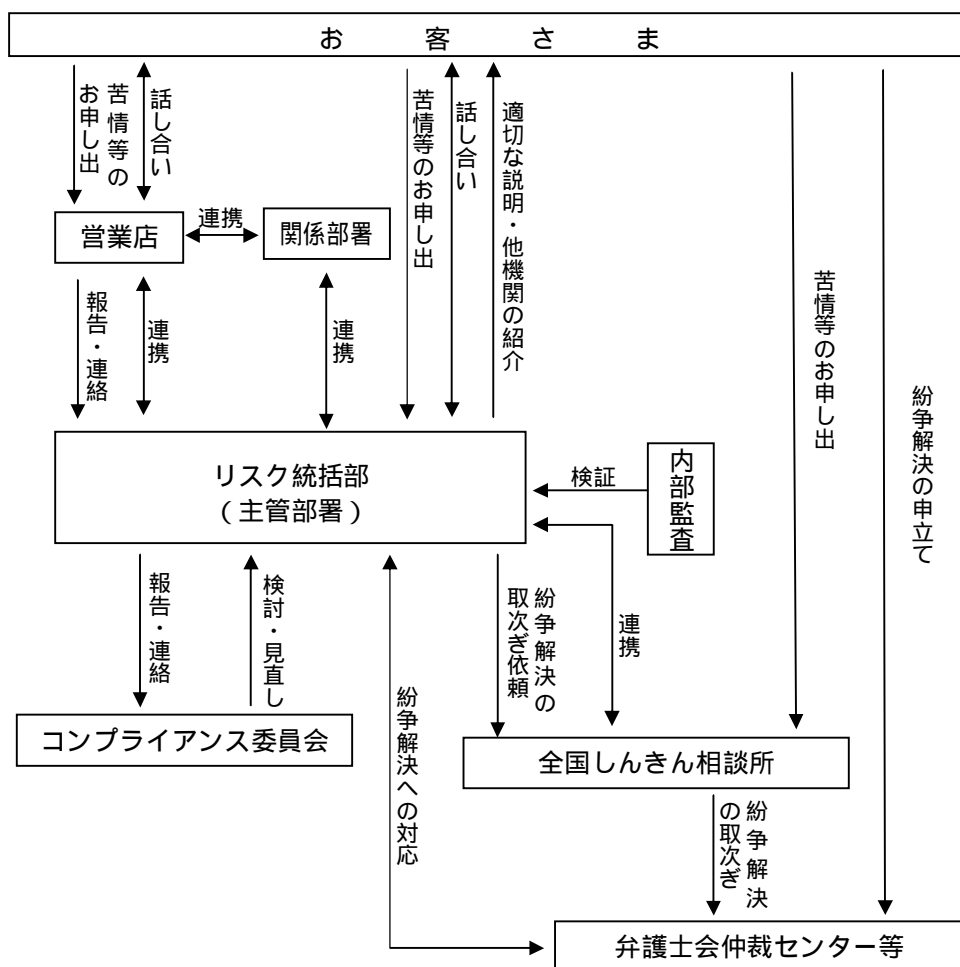 お客さま
苦情等の
お申し出
話し合い
苦情等のお申し出
話し合い
適切な説明・他機関の紹介
苦情等のお申し出
紛争解決の申立て
営業店
連携
関係部署
報告・連絡
連携
連携
リスク統括部
（主管部署）
検証
内部監査
報告・連絡
検討・見直し
紛争解決への対応
紛争解決の
取次ぎ依頼
連携
コンプライアンス委員会
全国しんきん相談所
紛争解決
の取次ぎ
弁護士会仲裁センター等